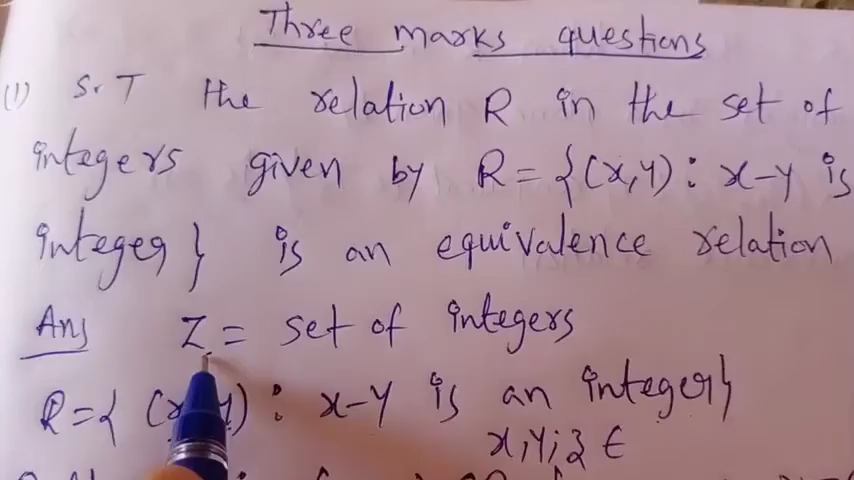 Three marks questions
(1) S.T the relation R in the set of
integers given by R = {(x,y) : x-y is
integer} is an equivalence relation
Ans Z = set of integers
R = { (x,y) : x-y is an integer}
x,y,z ∈